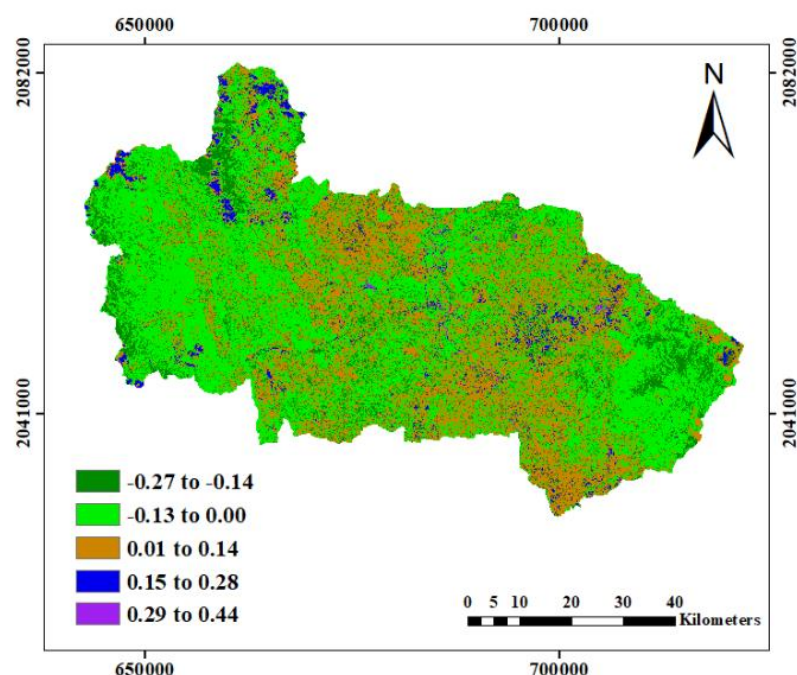 650000 700000
2082000 2082000
N
2041000 2041000
-0.27 to -0.14
-0.13 to 0.00
0.01 to 0.14
0.15 to 0.28
0.29 to 0.44
0 5 10 20 30 40
Kilometers
650000 700000